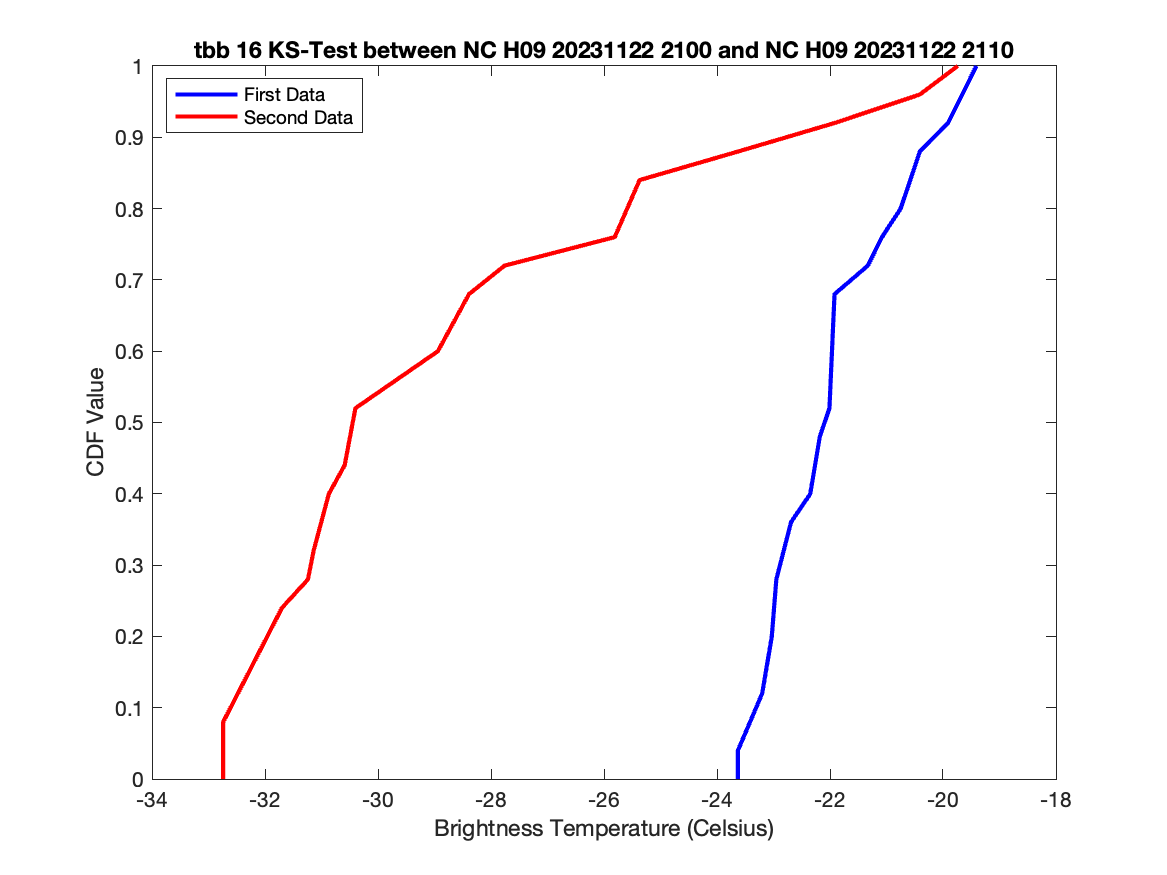 tbb 16 KS-Test between NC H09 20231122 2100 and NC H09 20231122 2110
First Data
Second Data
1
0.9
0.8
0.7
0.6
0.5
0.4
0.3
0.2
0.1
0
CDF Value
-34 -32 -30 -28 -26 -24 -22 -20 -18
Brightness Temperature (Celsius)